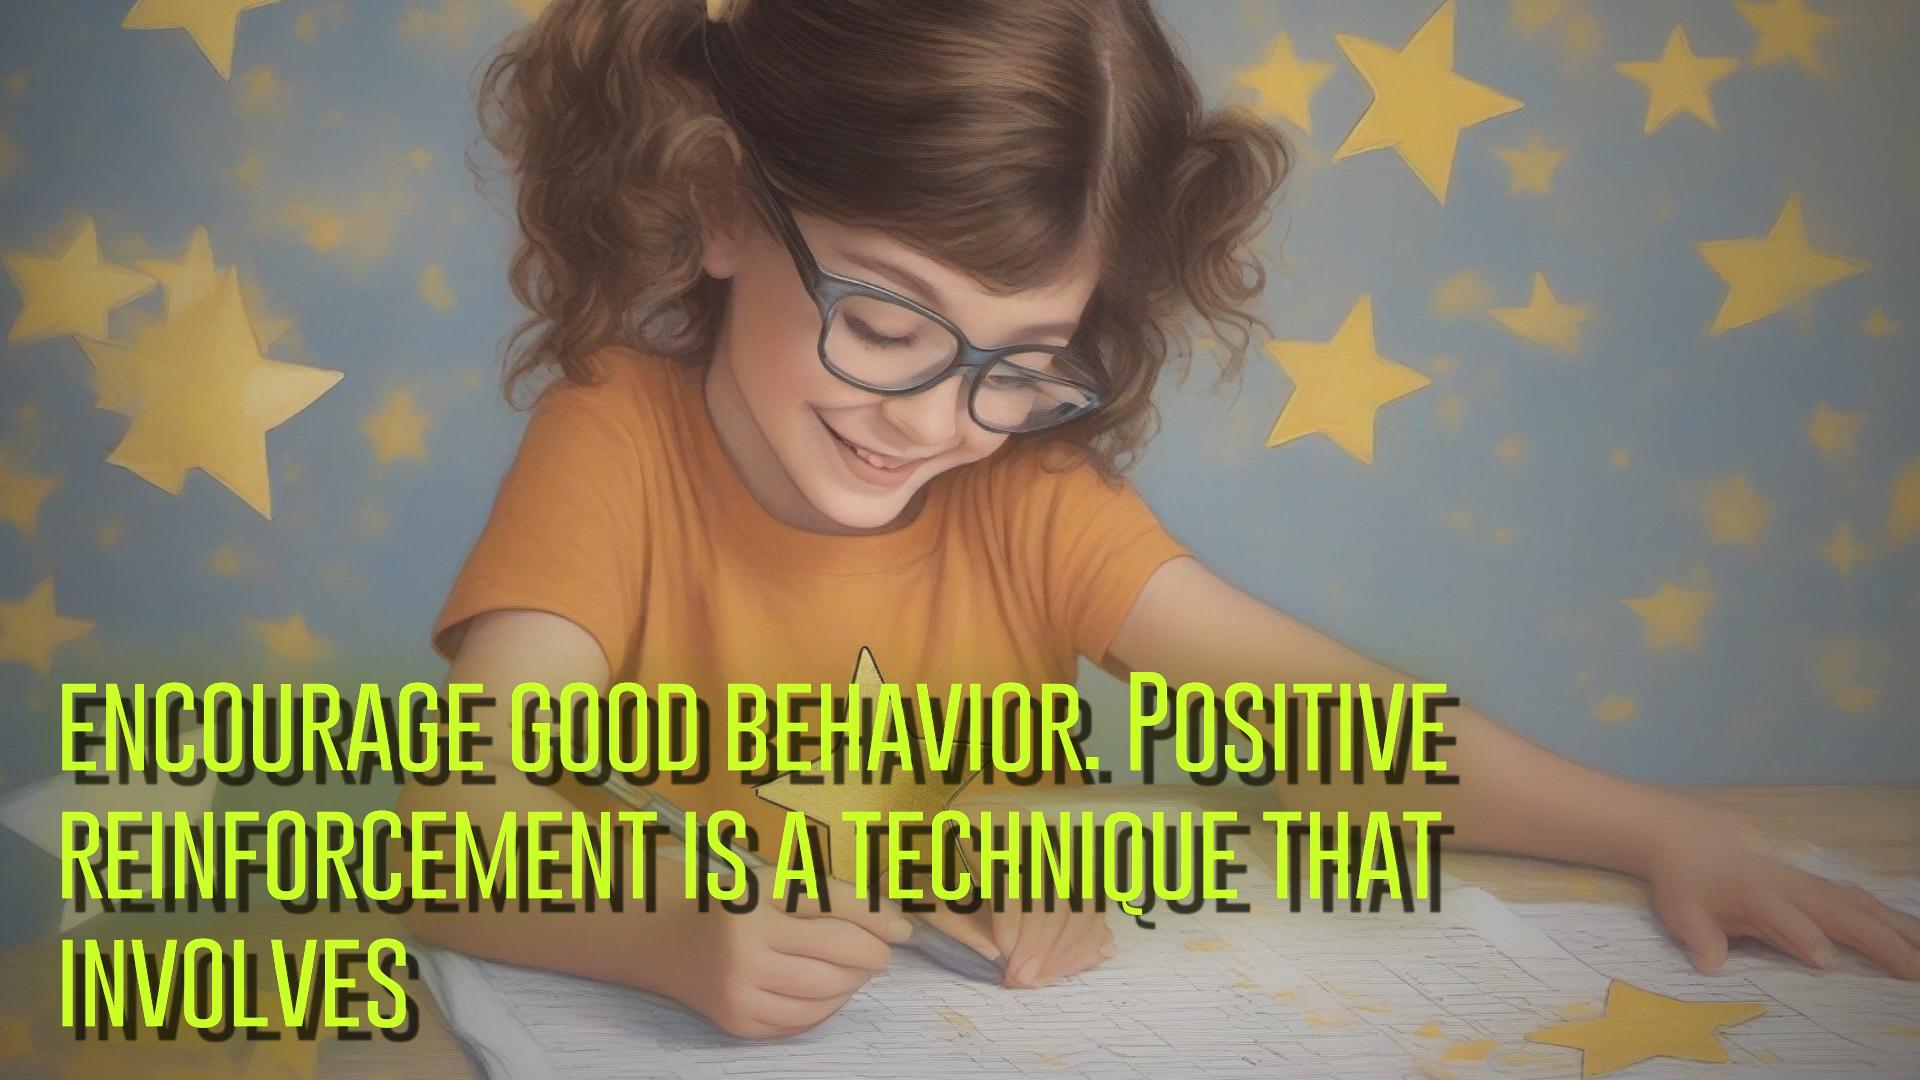 ENCOURAGE GOOD BEHAVIOR. POSITIVE
REINFORCEMENT IS A TECHNIQUE THAT
INVOLVES